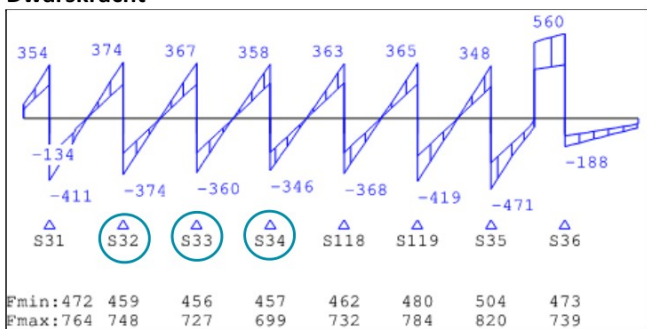 Dwarskracht
560
354 374 367 358 363 365 348
-134
-188
-411 -374 -360 -346 -368 -419 -471
S31 S32 S33 S34 S118 S119 S35 S36
Fmin:472 459 456 457 462 480 504 473
Fmax:764 748 727 699 732 784 820 739